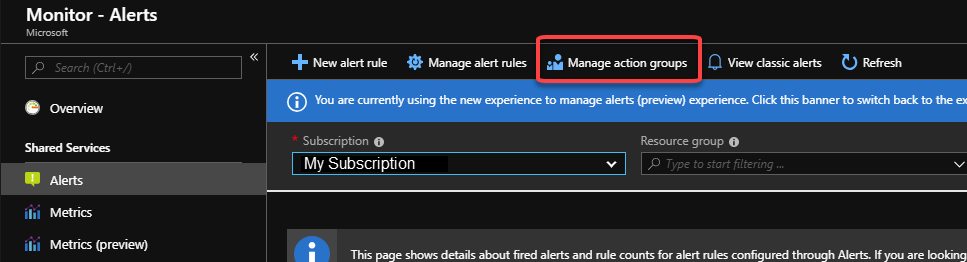 Monitor - Alerts
Microsoft
Search (Ctrl+/)
«
Overview
Shared Services
Alerts
Metrics
Metrics (preview)
New alert rule Manage alert rules Manage action groups View classic alerts Refresh
You are currently using the new experience to manage alerts (preview) experience. Click this banner to switch back to the ex
* Subscription Resource group
My Subscription Type to start filtering ...
This page shows details about fired alerts and rule counts for alert rules configured through Alerts. If you are looking